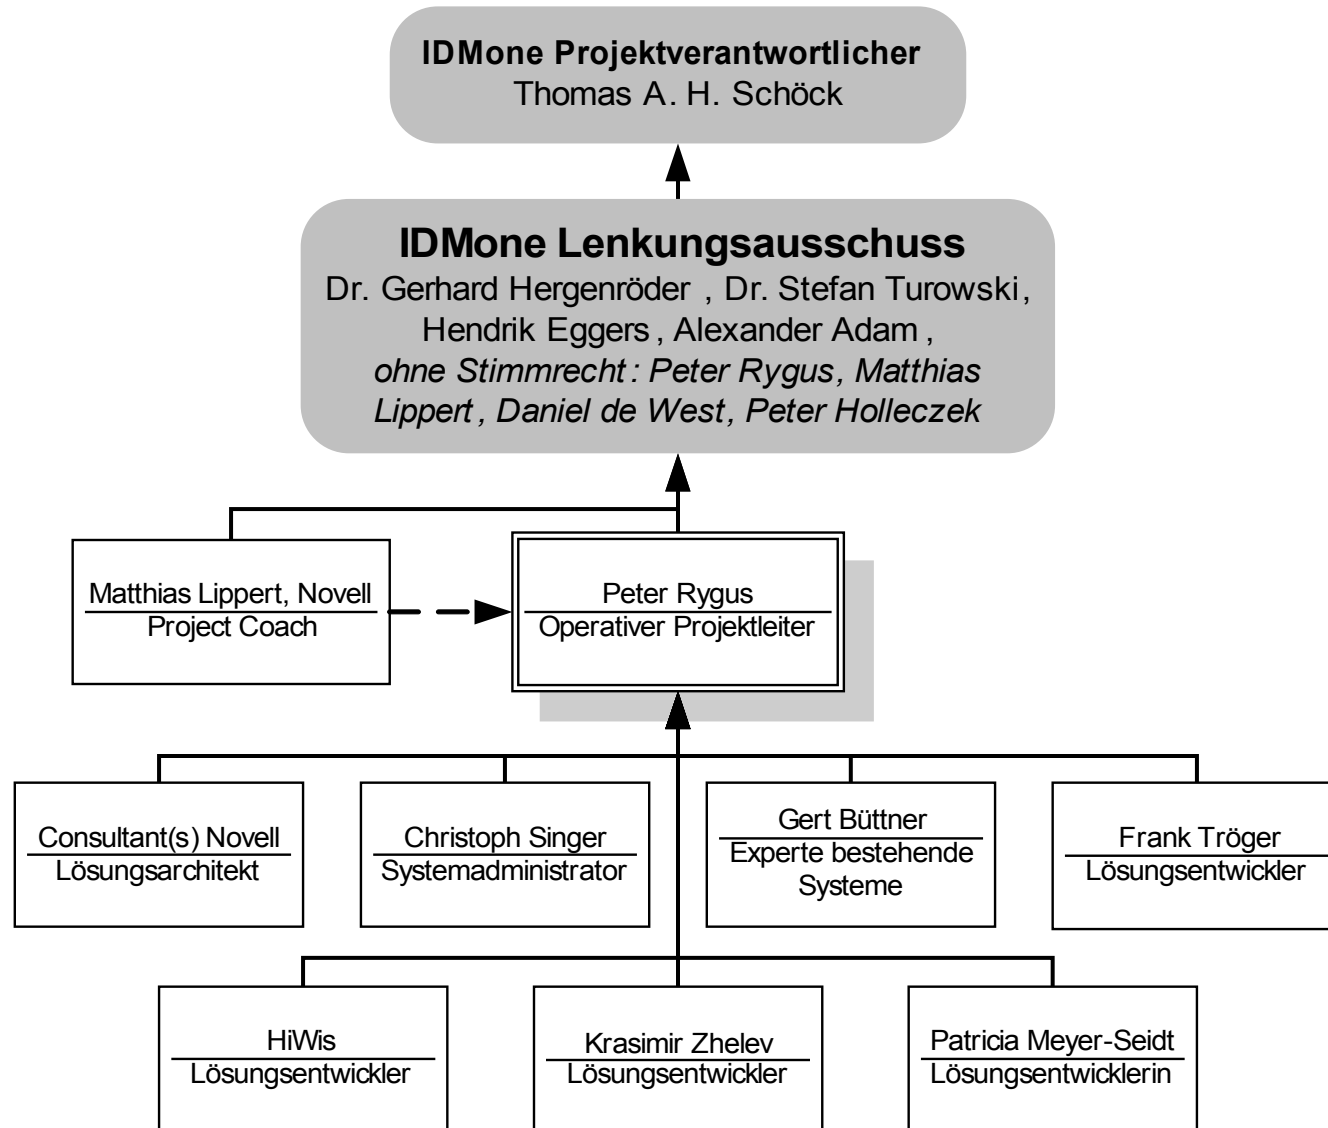 IDMone Projektverantwortlicher
Thomas A. H. Schöck
IDMone Lenkungsausschuss
Dr. Gerhard Hergenröder , Dr. Stefan Turowski,
Hendrik Eggers, Alexander Adam ,
ohne Stimmrecht: Peter Rygus, Matthias
Lippert, Daniel de West, Peter Holleczek
Matthias Lippert, Novell
Project Coach
Peter Rygus
Operativer Projektleiter
Consultant(s) Novell
Lösungsarchitekt
Christoph Singer
Systemadministrator
Gert Büttner
Experte bestehende
Systeme
Frank Tröger
Lösungsentwickler
HiWis
Lösungsentwickler
Krasimir Zhelev
Lösungsentwickler
Patricia Meyer-Seidt
Lösungsentwicklerin